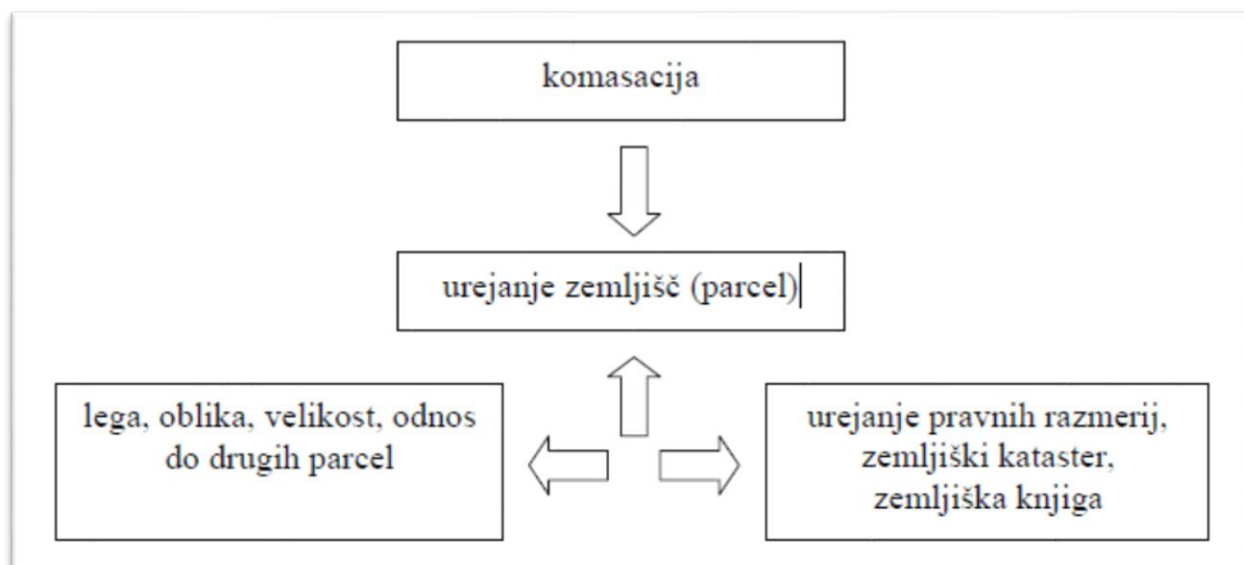 komasacija
urejanje zemljišč (parcel)
lega, oblika, velikost, odnos
do drugih parcel
urejanje pravnih razmerij,
zemljiški kataster,
zemljiška knjiga